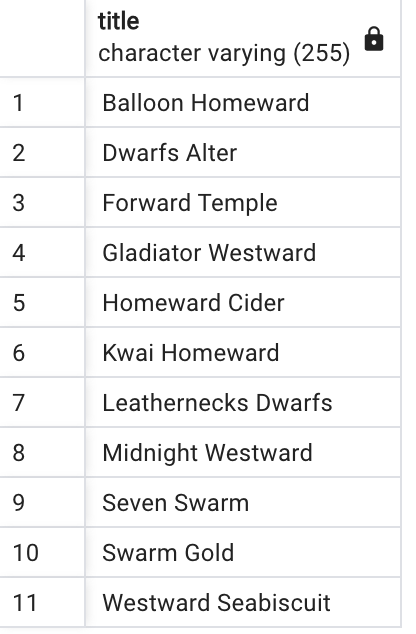 title
character varying (255)
1 Balloon Homeward
2 Dwarfs Alter
3 Forward Temple
4 Gladiator Westward
5 Homeward Cider
6 Kwai Homeward
7 Leathernecks Dwarfs
8 Midnight Westward
9 Seven Swarm
10 Swarm Gold
11 Westward Seabiscuit